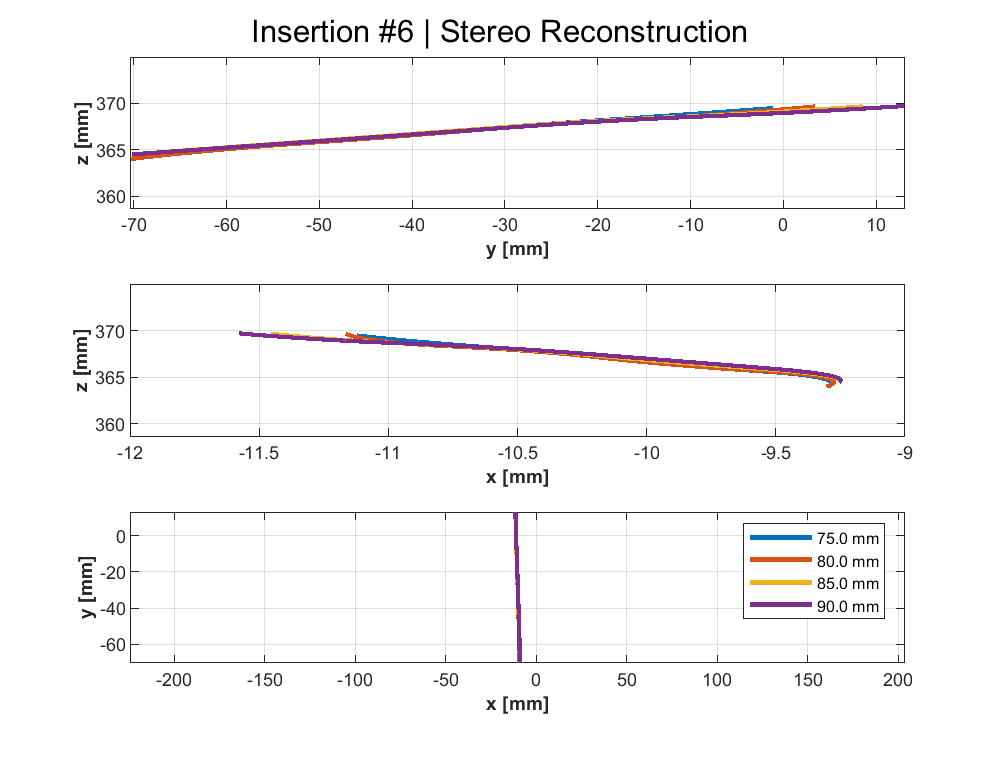 Insertion #6 | Stereo Reconstruction
370
365
360
z [mm]
-70 -60 -50 -40 -30 -20 -10 0 10
y [mm]
370
365
360
z [mm]
-12 -11.5 -11 -10.5 -10 -9.5 -9
x [mm]
0
-20
-40
-60
y [mm]
75.0 mm
80.0 mm
85.0 mm
90.0 mm
-200 -150 -100 -50 0 50 100 150 200
x [mm]